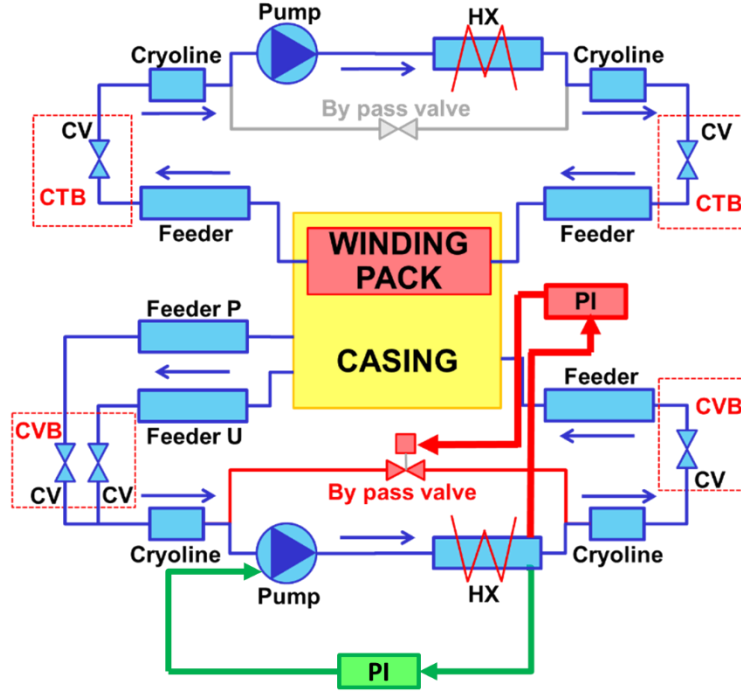 Pump
HX
Cryoline
Cryoline
By pass valve
CV
CV
CTB
CTB
Feeder
Feeder
WINDING
PACK
PI
Feeder P
CASING
Feeder
Feeder U
CVB
CVB
CV
CV
CV
By pass valve
Cryoline
Cryoline
Pump
HX
PI